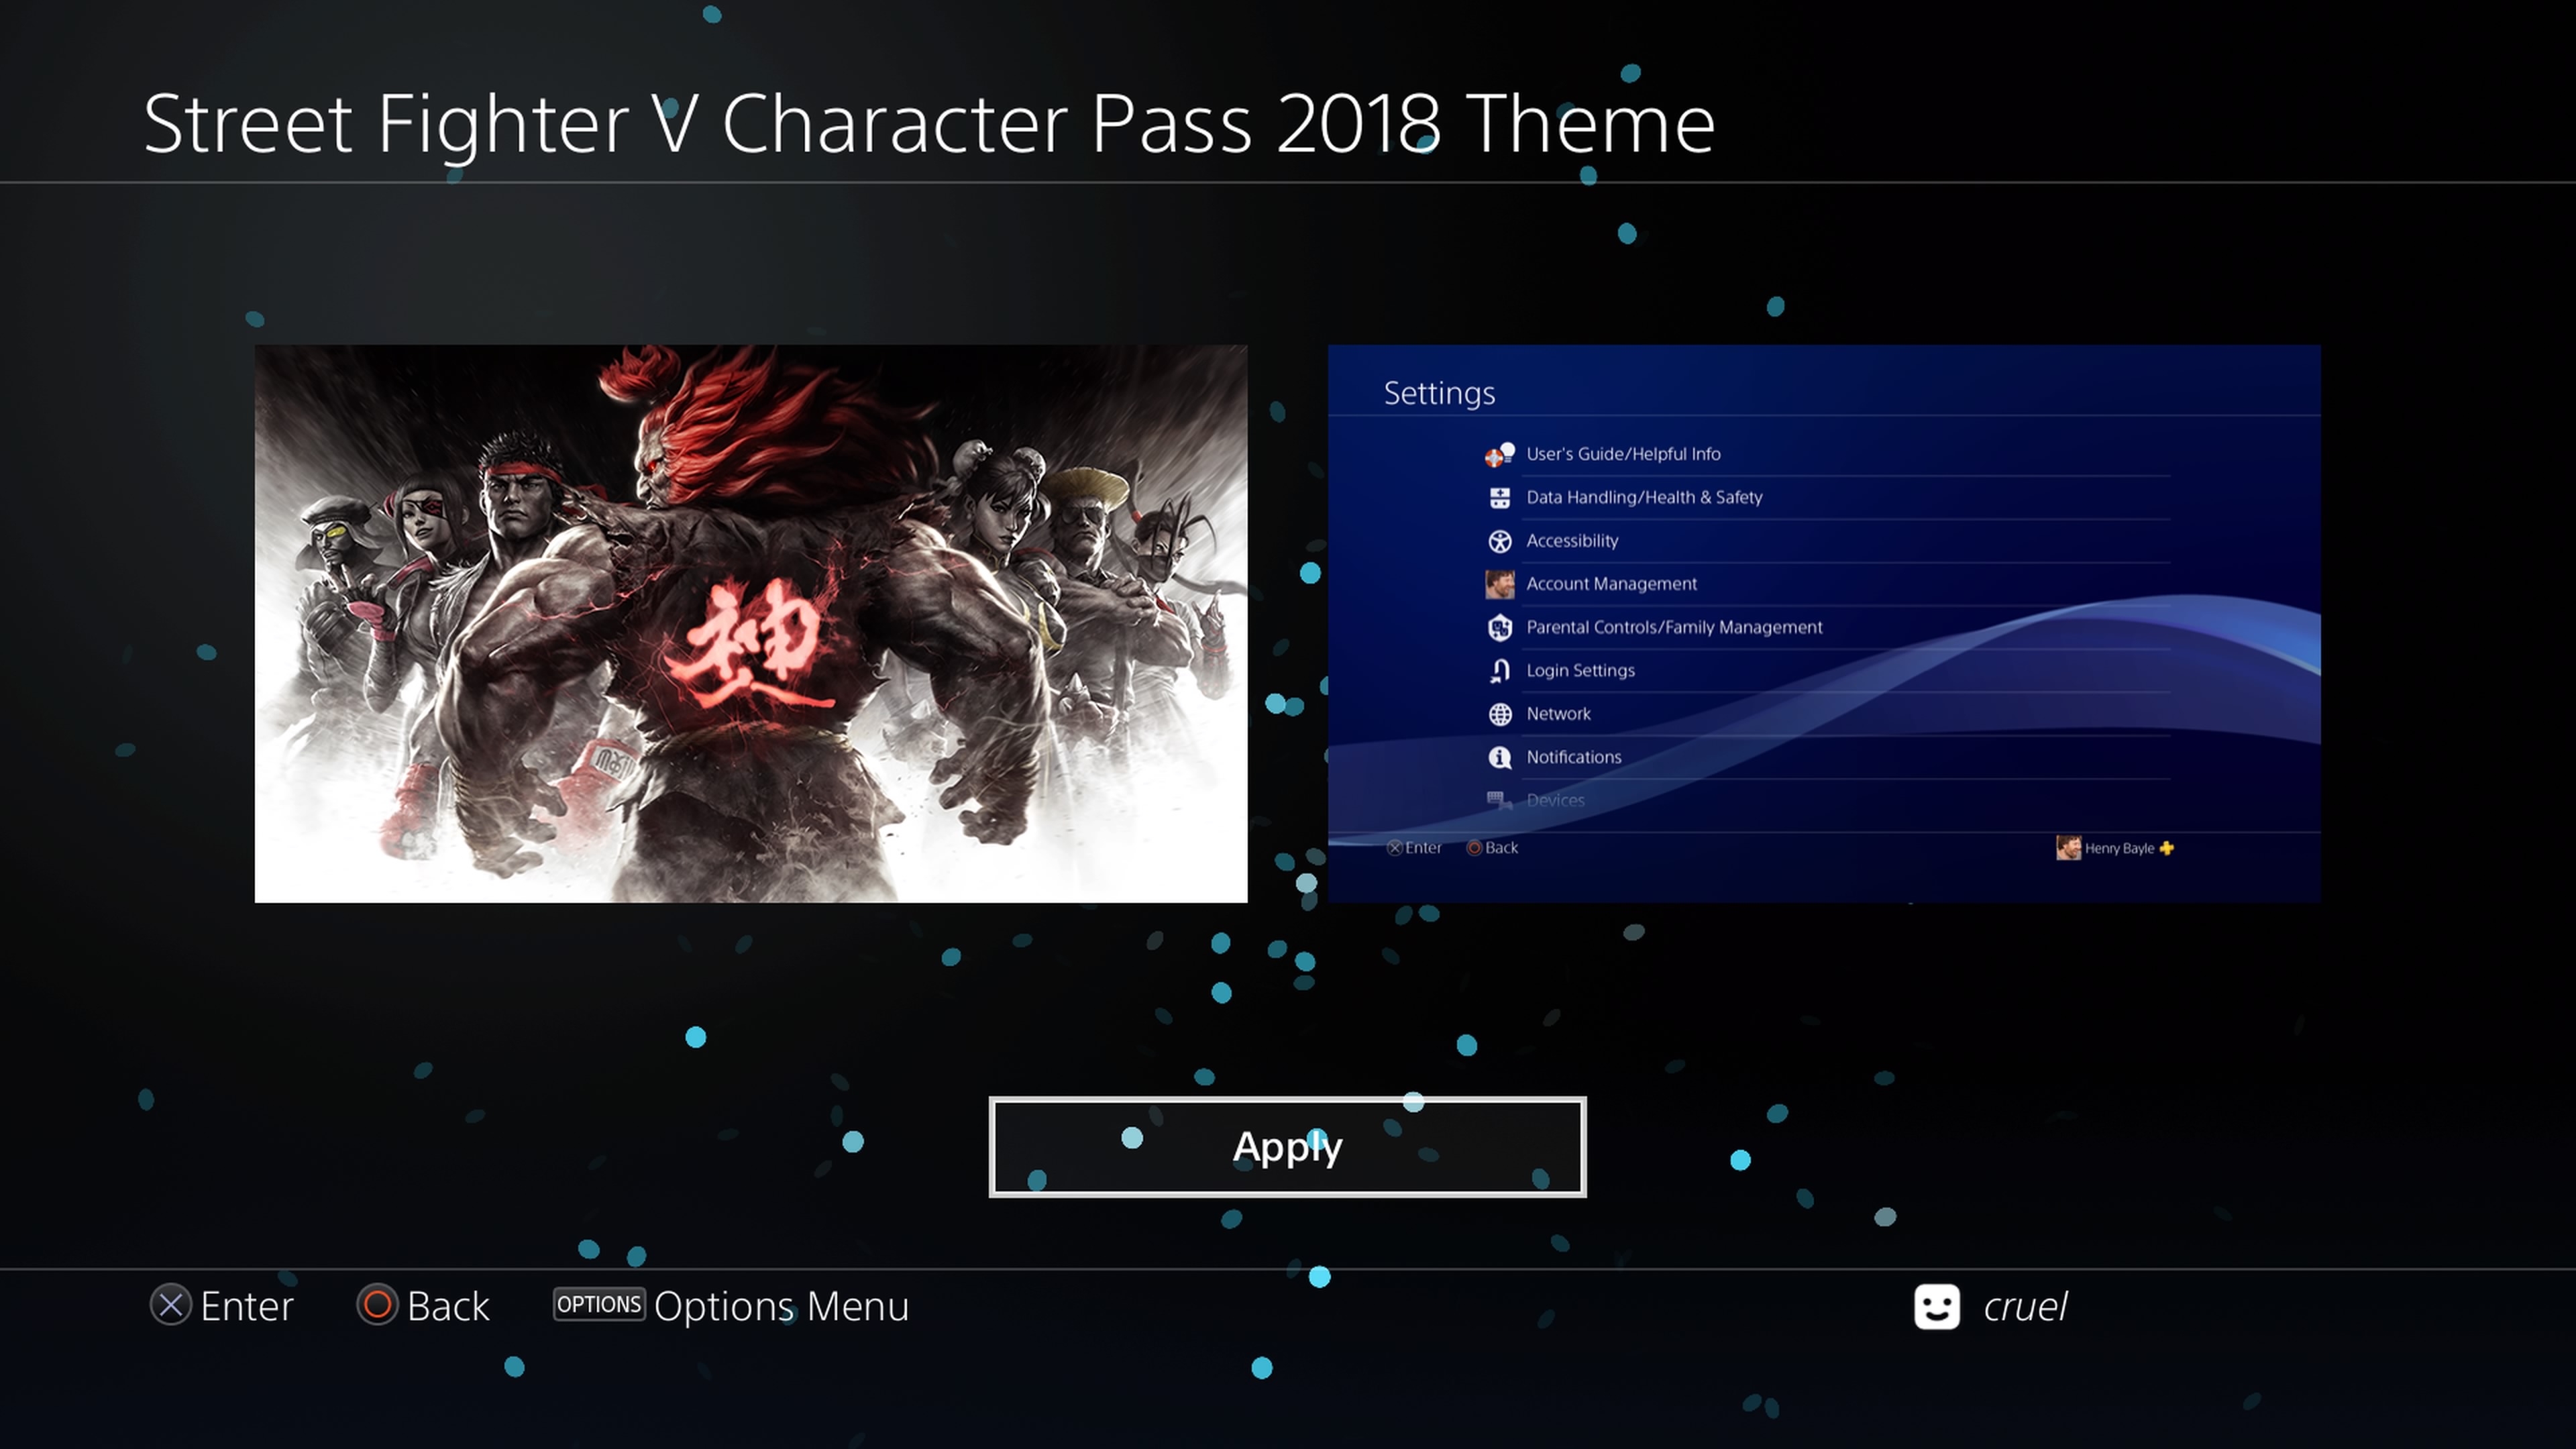 Street Fighter V Character Pass 2018 Theme
神
Settings
User's Guide/Helpful Info
Data Handling/Health & Safety
Accessibility
Account Management
Parental Controls/Family Management
Login Settings
Network
Notifications
Devices
Enter Back Henry Bayle
Apply
Enter Back OPTIONS Options Menu cruel